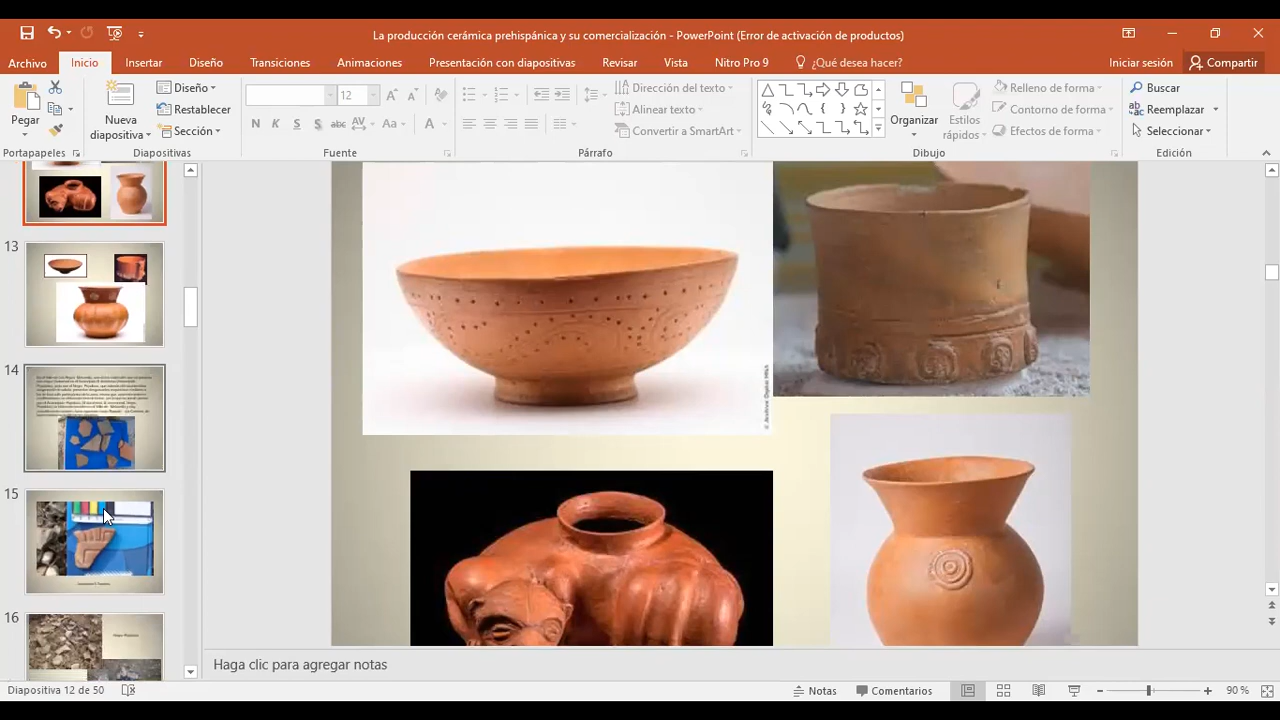 La producción cerámica prehispánica y su comercialización - PowerPoint (Error de activación de productos)
Archivo Inicio Insertar Diseño Transiciones Animaciones Presentación con diapositivas Revisar Vista Nitro Pro 9 ¿Qué desea hacer? Iniciar sesión Compartir
Pegar
Portapapeles
Nueva
diapositiva
Diseño
Restablecer
Sección
Diapositivas
12
N K S S abc AV Aa A
Fuente
Dirección del texto
Alinear texto
Convertir a SmartArt
Párrafo
Organizar
Estilos
rápidos
Relleno de forma
Contorno de forma
Efectos de forma
Dibujo
Buscar
Reemplazar
Seleccionar
Edición
13
14
15
16
Haga clic para agregar notas
Diapositiva 12 de 50
Notas
Comentarios
90 %